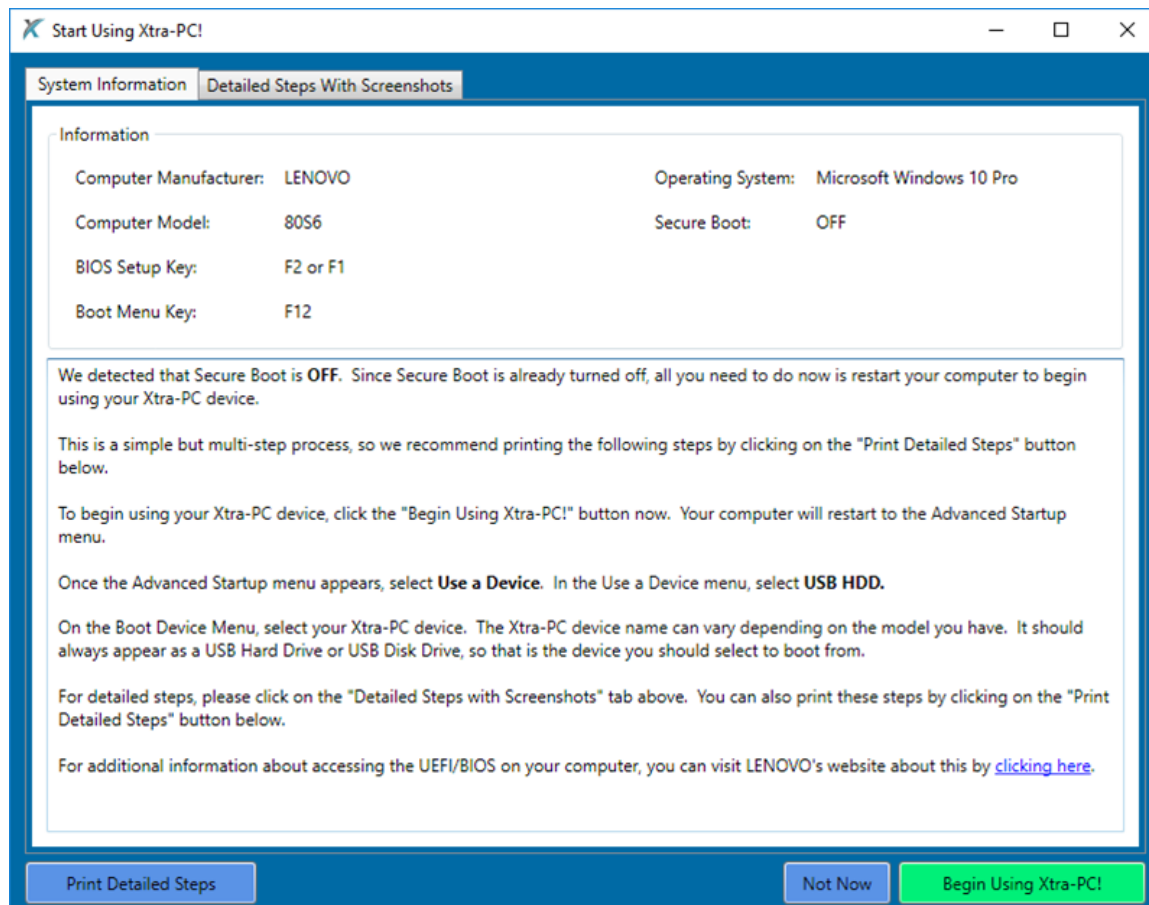 Start Using Xtra-PC!
System Information
Detailed Steps With Screenshots
Information
Computer Manufacturer: LENOVO
Operating System: Microsoft Windows 10 Pro
Computer Model: 80S6
Secure Boot: OFF
BIOS Setup Key: F2 or F1
Boot Menu Key: F12
We detected that Secure Boot is OFF. Since Secure Boot is already turned off, all you need to do now is restart your computer to begin
using your Xtra-PC device.
This is a simple but multi-step process, so we recommend printing the following steps by clicking on the "Print Detailed Steps" button
below.
To begin using your Xtra-PC device, click the "Begin Using Xtra-PC!" button now. Your computer will restart to the Advanced Startup
menu.
Once the Advanced Startup menu appears, select Use a Device. In the Use a Device menu, select USB HDD.
On the Boot Device Menu, select your Xtra-PC device. The Xtra-PC device name can vary depending on the model you have. It should
always appear as a USB Hard Drive or USB Disk Drive, so that is the device you should select to boot from.
For detailed steps, please click on the "Detailed Steps with Screenshots" tab above. You can also print these steps by clicking on the "Print
Detailed Steps" button below.
For additional information about accessing the UEFI/BIOS on your computer, you can visit LENOVO's website about this by clicking here.
Print Detailed Steps
Not Now
Begin Using Xtra-PC!